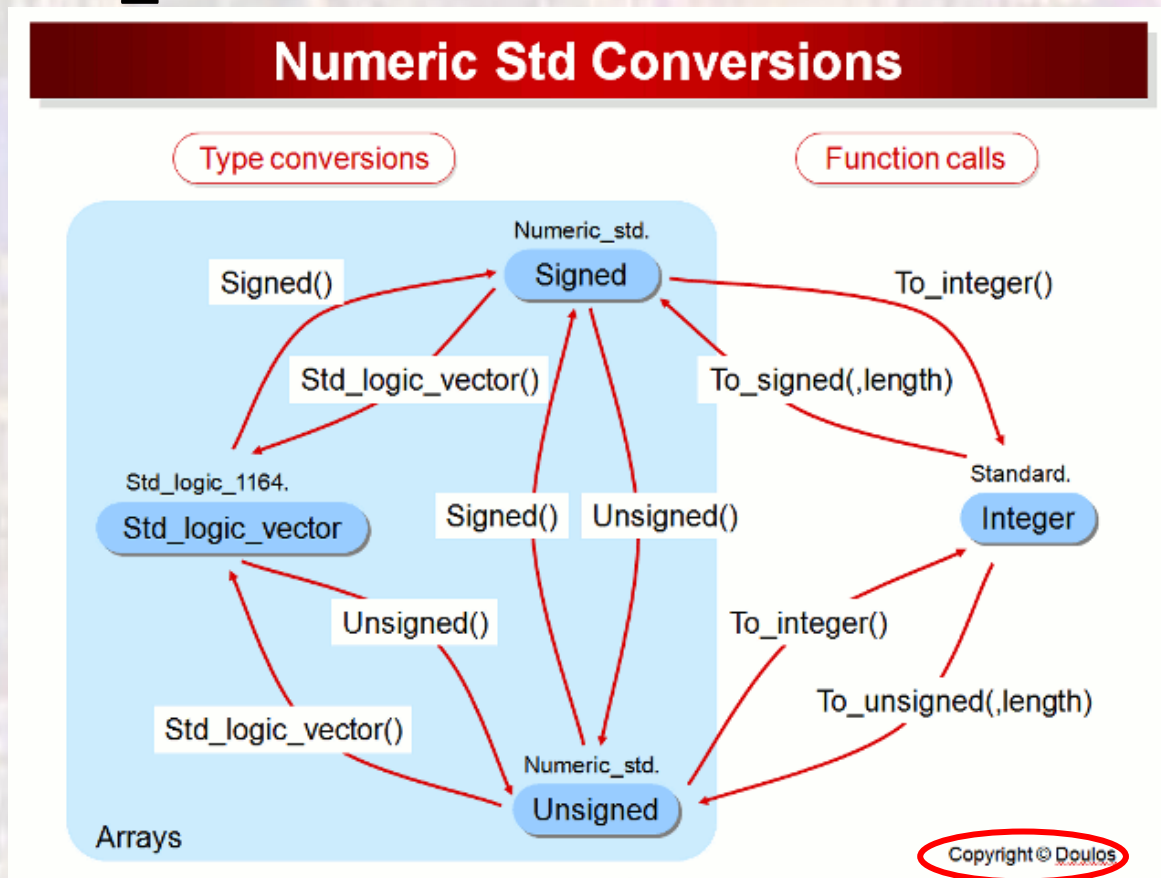 Numeric Std Conversions
Type conversions
Function calls
Numeric_std.
Signed
Signed()
To_integer()
Std_logic_vector()
To_signed(,length)
Std_logic_1164.
Std_logic_vector
Signed()
Unsigned()
Standard.
Integer
Unsigned()
To_integer()
Std_logic_vector()
To_unsigned(,length)
Numeric_std.
Unsigned
Arrays
Copyright © Doulos